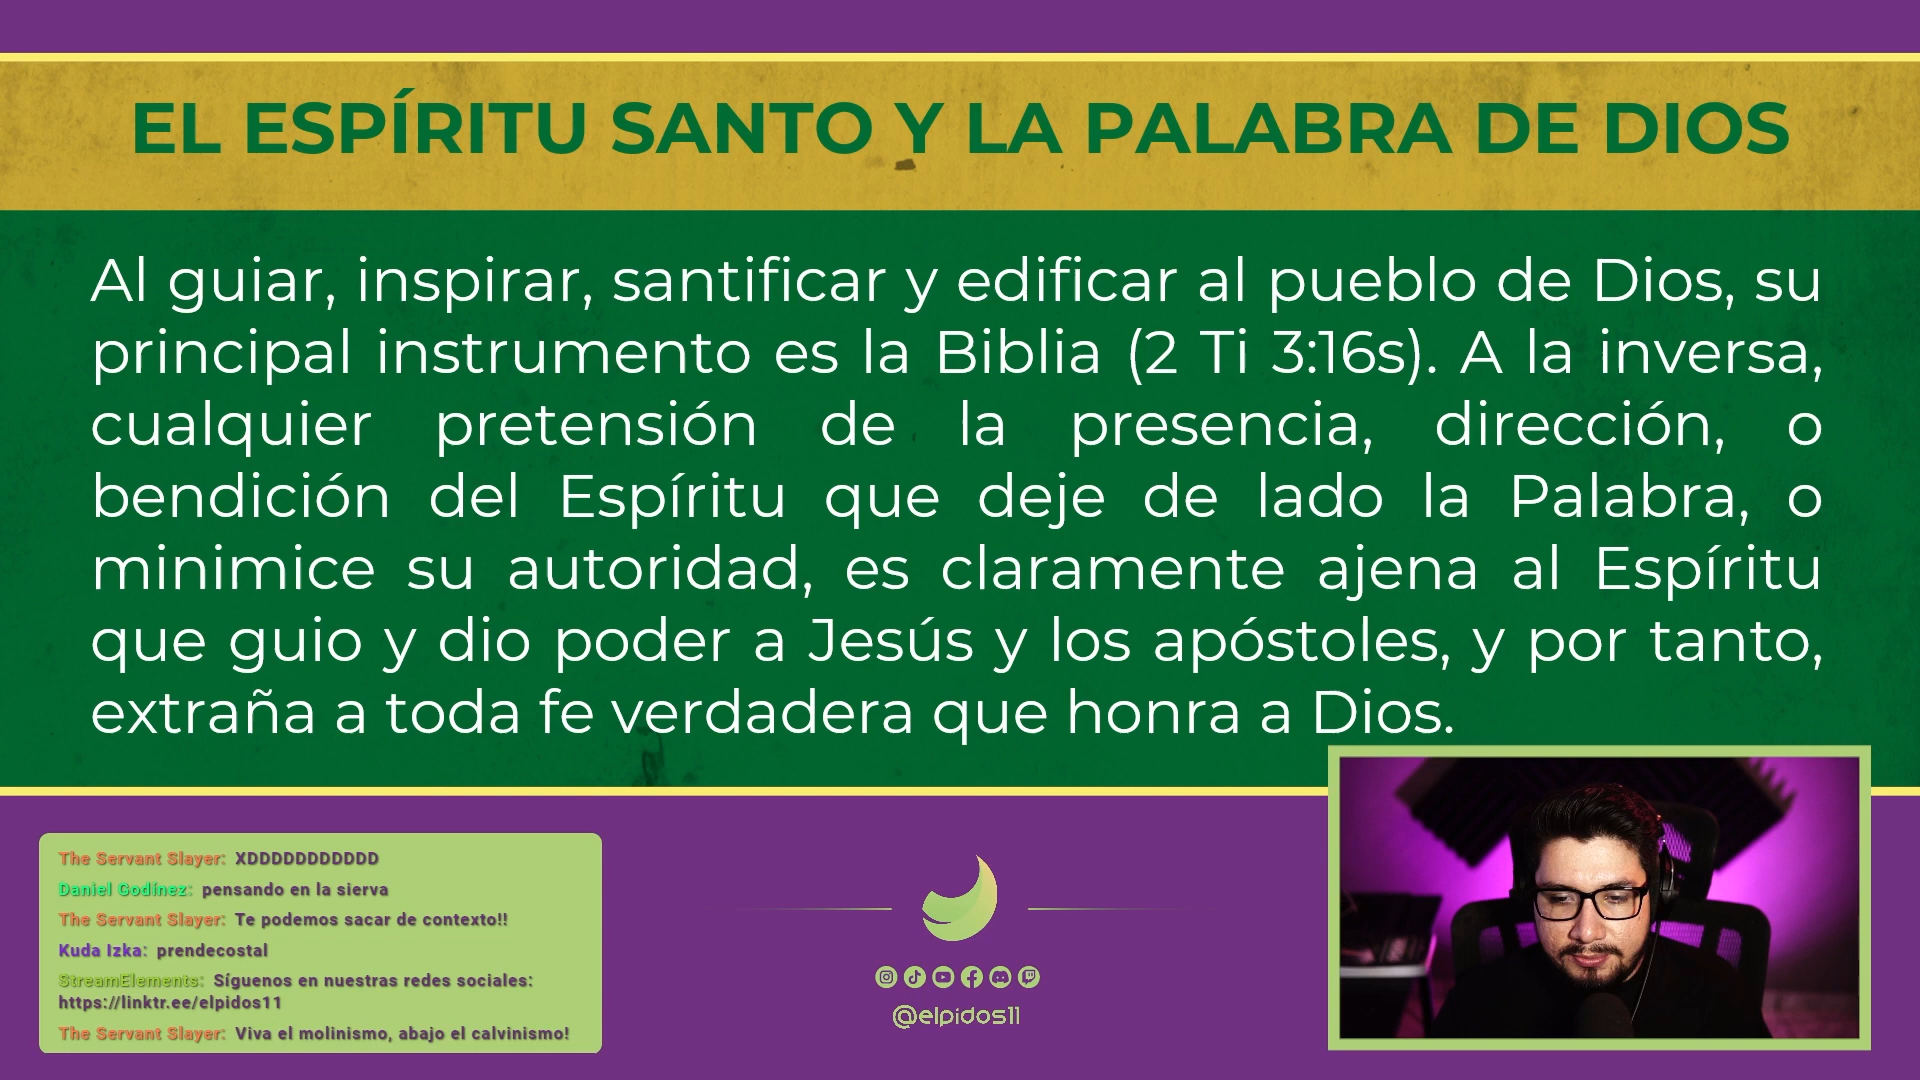 EL ESPÍRITU SANTO Y LA PALABRA DE DIOS
Al guiar, inspirar, santificar y edificar al pueblo de Dios, su
principal instrumento es la Biblia (2 Ti 3:16s). A la inversa,
cualquier pretensión de la presencia, dirección, o
bendición del Espíritu que deje de lado la Palabra, o
minimice su autoridad, es claramente ajena al Espíritu
que guio y dio poder a Jesús y los apóstoles, y por tanto,
extraña a toda fe verdadera que honra a Dios.
The Servant Slayer: XDDDDDDDDDDDD
Daniel Godínez: pensando en la sierva
The Servant Slayer: Te podemos sacar de contexto!!
Kuda Izka: prendecostal
StreamElements: Síguenos en nuestras redes sociales:
https://linktr.ee/elpidos11
The Servant Slayer: Viva el molinismo, abajo el calvinismo!
@elpidos11